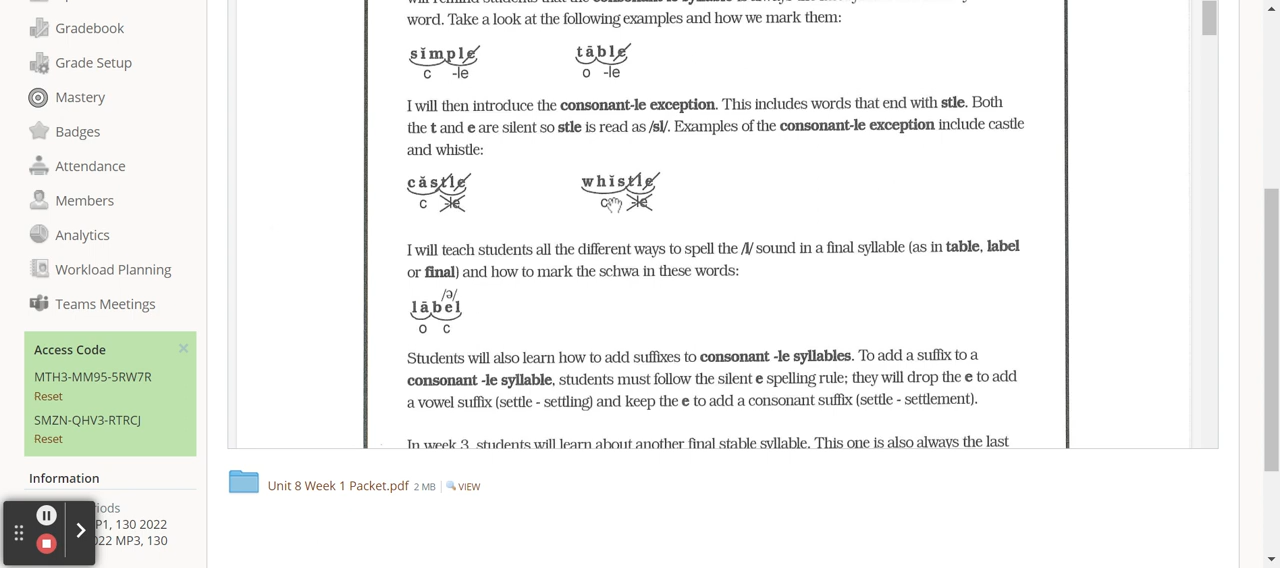 Gradebook
Grade Setup
Mastery
Badges
Attendance
Members
Analytics
Workload Planning
Teams Meetings
Access Code
MTH3-MM95-5RW7R
Reset
SMZN-QHV3-RTRCJ
Reset
Information
P1, 130 2022
022 MP3, 130
word. Take a look at the following examples and how we mark them:
sĭmple tāble
c -le o -le
I will then introduce the consonant-le exception. This includes words that end with stle. Both
the t and e are silent so stle is read as /sl/. Examples of the consonant-le exception include castle
and whistle:
căstle whĭstle
c -le c -le
I will teach students all the different ways to spell the /l/ sound in a final syllable (as in table, label
or final) and how to mark the schwa in these words:
/ə/
lābel
o c
Students will also learn how to add suffixes to consonant -le syllables. To add a suffix to a
consonant -le syllable, students must follow the silent e spelling rule; they will drop the e to add
a vowel suffix (settle - settling) and keep the e to add a consonant suffix (settle - settlement).
In week 3, students will learn about another final stable syllable. This one is also always the last
Unit 8 Week 1 Packet.pdf 2 MB VIEW